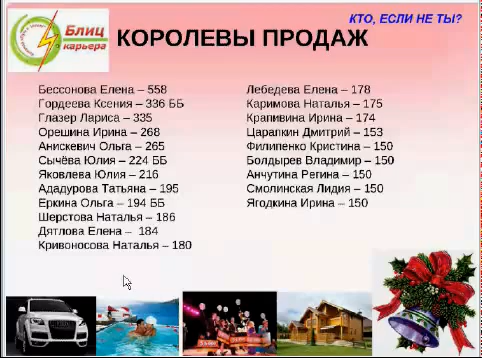 Блиц
карьера
КТО, ЕСЛИ НЕ ТЫ?
КОРОЛЕВЫ ПРОДАЖ
Бессонова Елена – 558
Гордеева Ксения – 336 ББ
Глазер Лариса – 335
Орешина Ирина – 268
Анискевич Ольга – 265
Сычёва Юлия – 224 ББ
Яковлева Юлия – 216
Ададурова Татьяна – 195
Еркина Ольга – 194 ББ
Шерстова Наталья – 186
Дятлова Елена – 184
Кривоносова Наталья – 180
Лебедева Елена – 178
Каримова Наталья – 175
Крапивина Ирина – 174
Царапкин Дмитрий – 153
Филипенко Кристина – 150
Болдырев Владимир – 150
Анчутина Регина – 150
Смолинская Лидия – 150
Ягодкина Ирина – 150